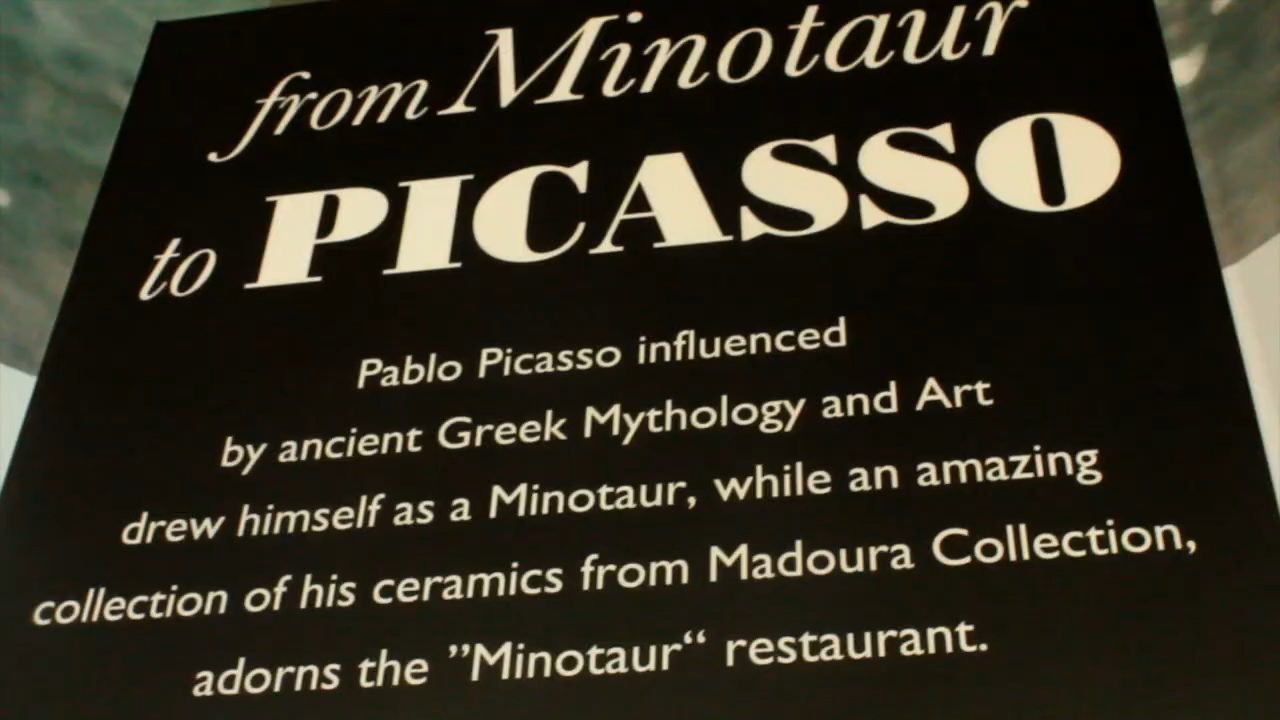 from Minotaur
to PICASSO
Pablo Picasso influenced
by ancient Greek Mythology and Art
drew himself as a Minotaur, while an amazing
collection of his ceramics from Madoura Collection,
adorns the ”Minotaur“ restaurant.